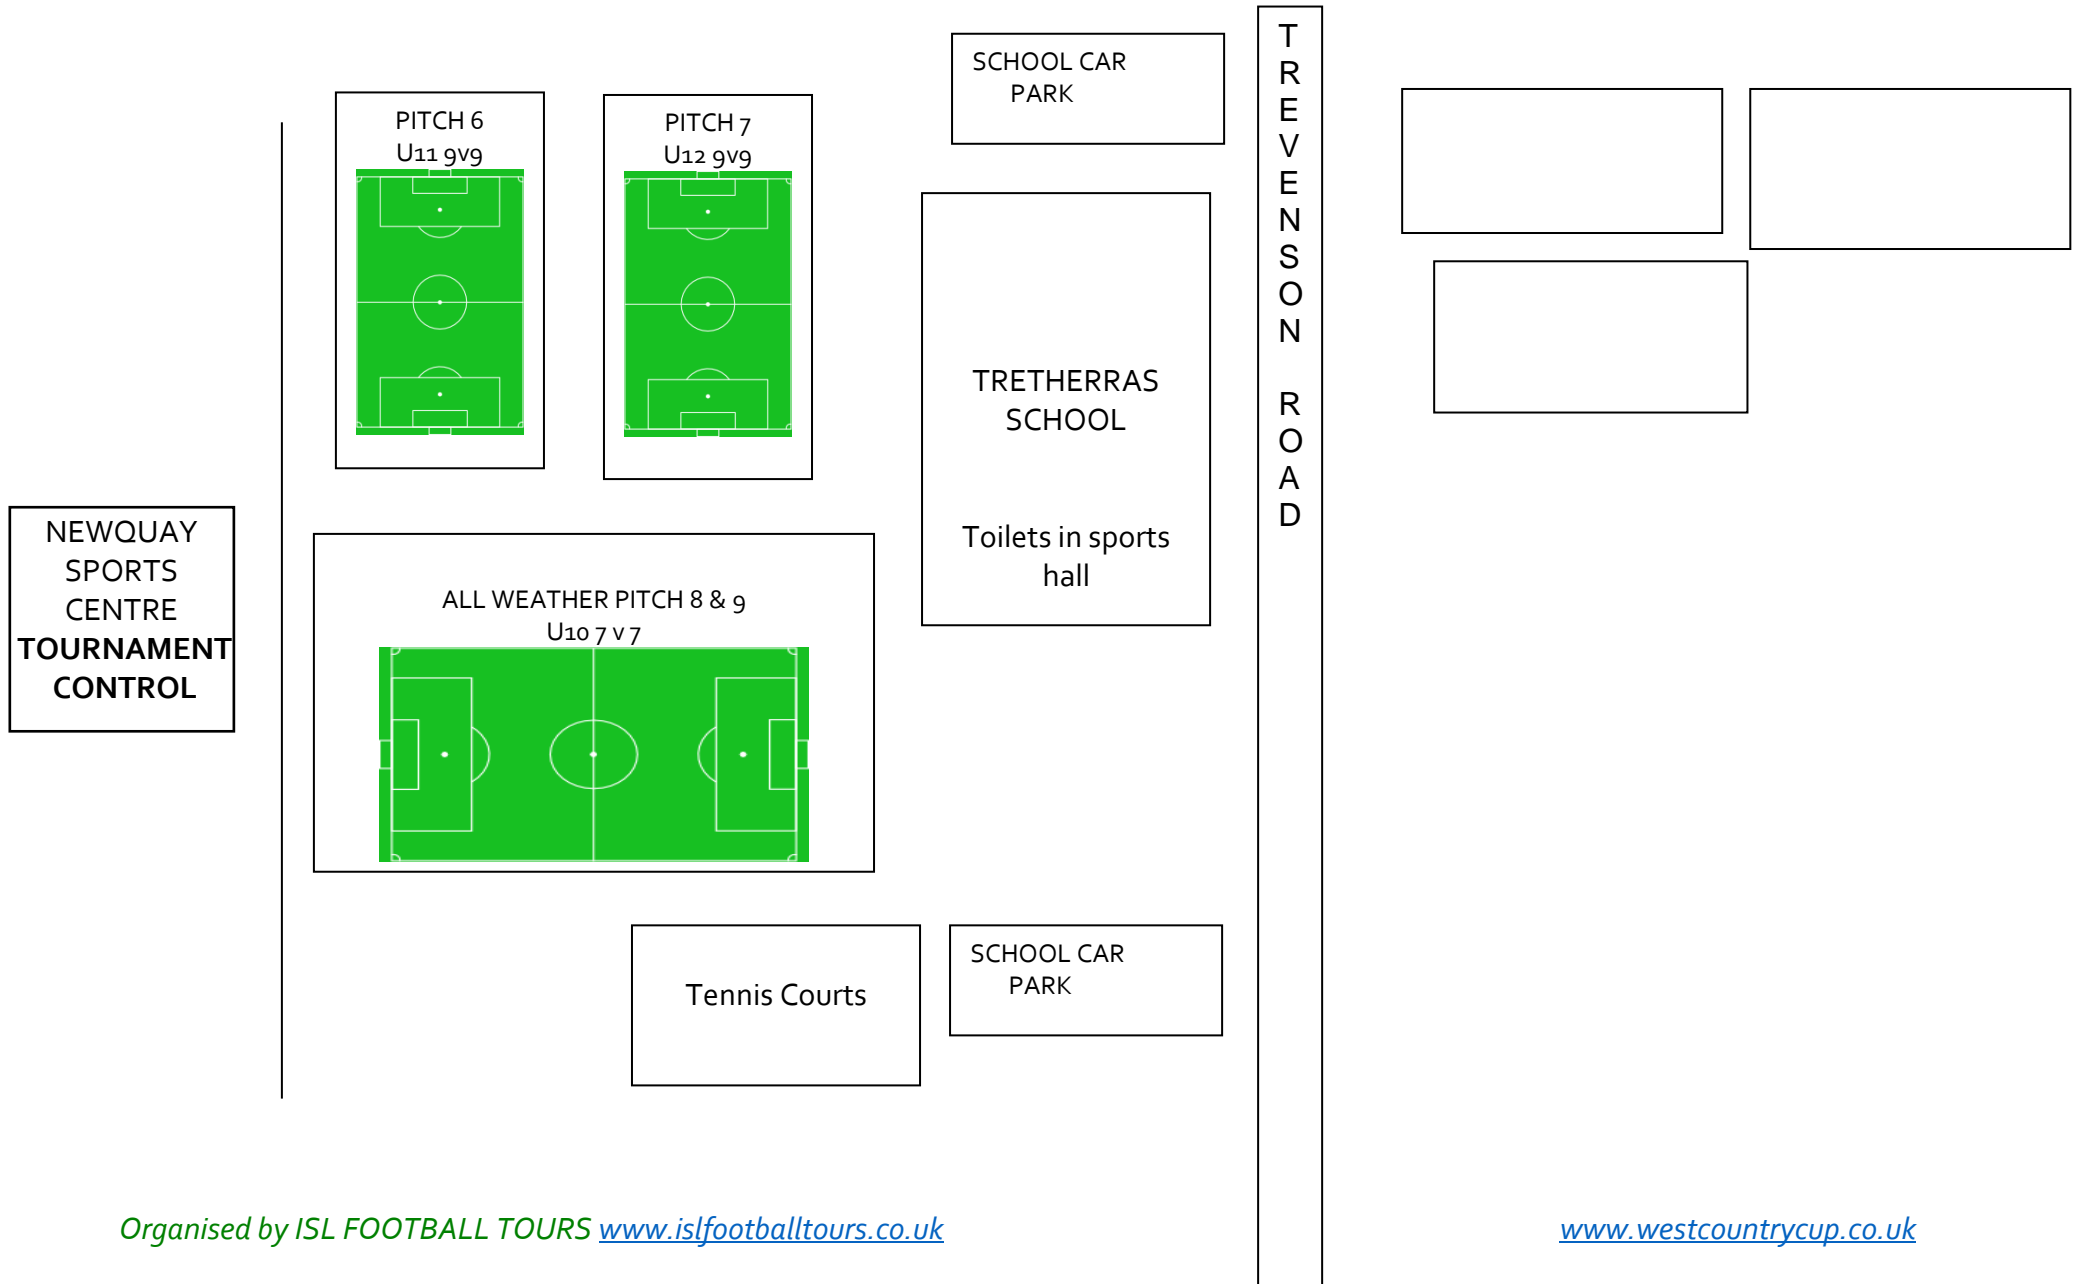 SCHOOL CAR
PARK
PITCH 6
U11 9v9
PITCH 7
U12 9v9
TREVENSON ROAD
TRETHERRAS
SCHOOL
Toilets in sports
hall
NEWQUAY
SPORTS
CENTRE
TOURNAMENT
CONTROL
ALL WEATHER PITCH 8 & 9
U10 7 v 7
Tennis Courts
SCHOOL CAR
PARK
Organised by ISL FOOTBALL TOURS www.islfootballtours.co.uk
www.westcountrycup.co.uk